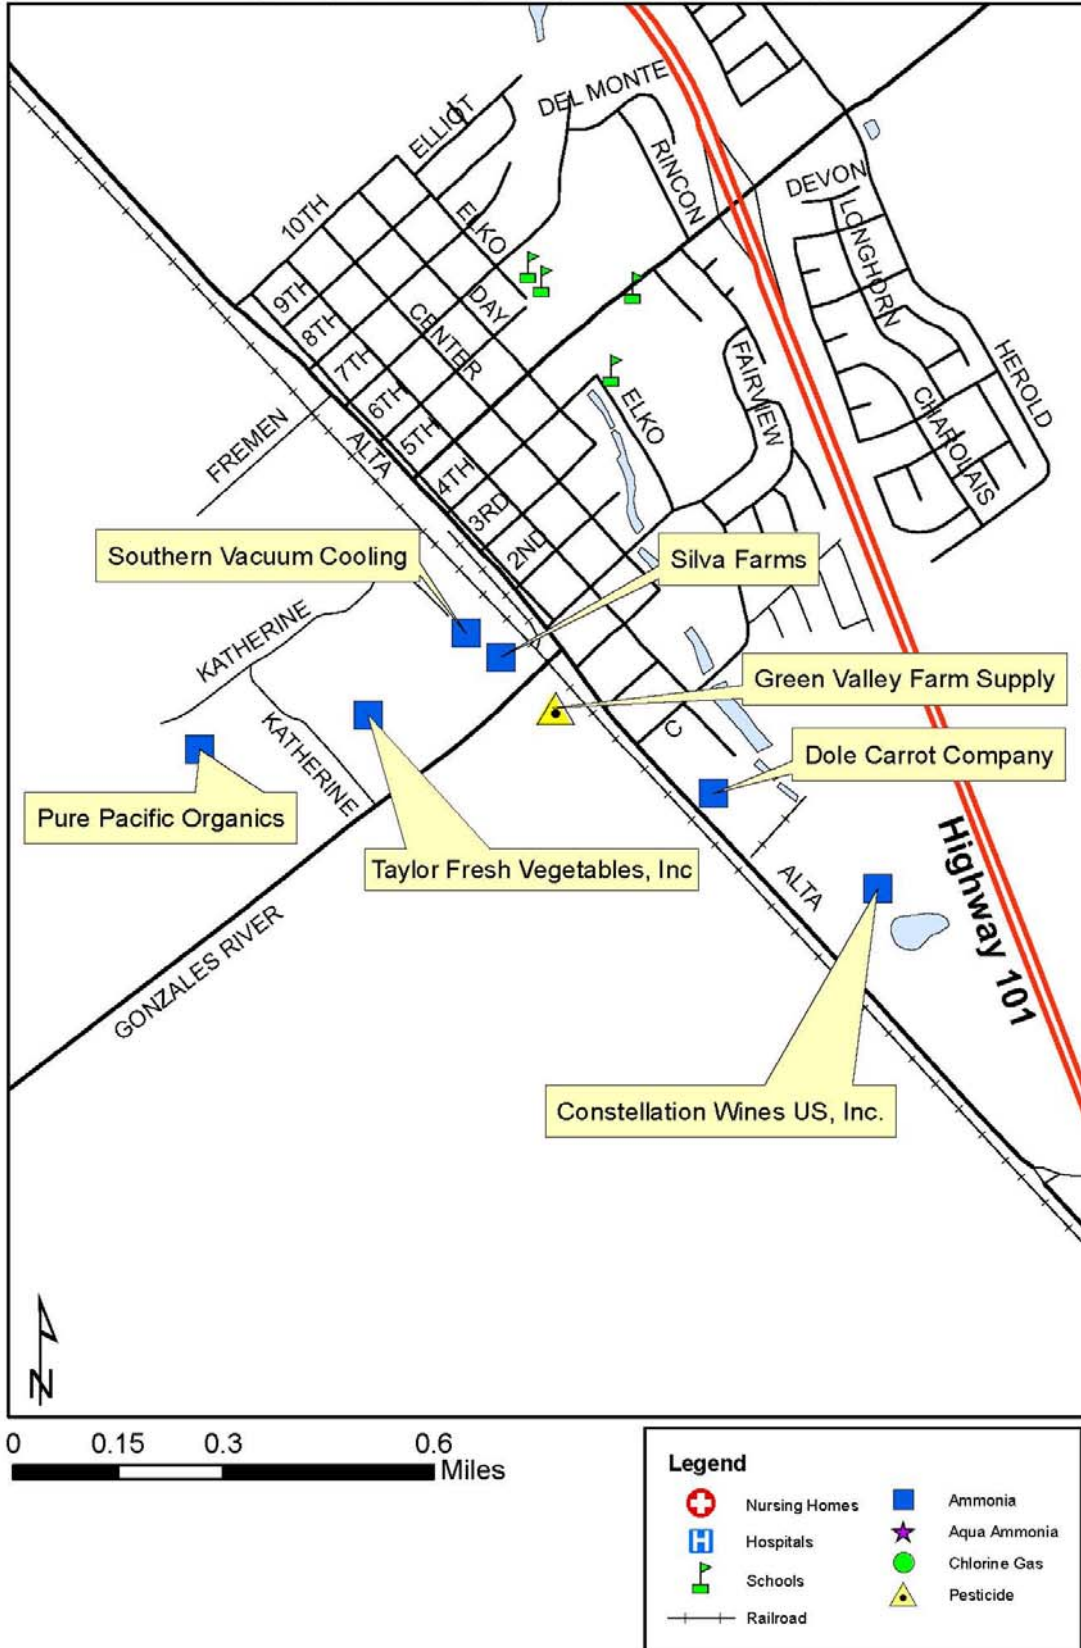 DEL MONTE
ELLIOT
RINCON
DEVON
10TH
ELKO
LONGHORN
9TH
DAY
8TH
CENTER
7TH
FAIRVIEW
HEROLD
6TH
ELKO
CHAROLAIS
FREMEN
ALTA
5TH
4TH
3RD
2ND
Southern Vacuum Cooling
Silva Farms
KATHERINE
Green Valley Farm Supply
KATHERINE
C
Dole Carrot Company
Pure Pacific Organics
Taylor Fresh Vegetables, Inc
ALTA
Highway 101
GONZALES RIVER
Constellation Wines US, Inc.
N
0 0.15 0.3 0.6
Miles
Legend
Nursing Homes
H Hospitals
Schools
Railroad
Ammonia
Aqua Ammonia
Chlorine Gas
Pesticide